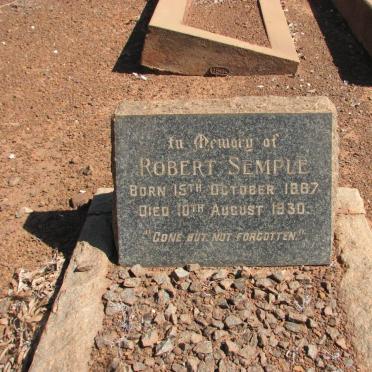 In Memory of
ROBERT SEMPLE
BORN 15TH OCTOBER 1887.
DIED 10TH AUGUST 1930.
"GONE BUT NOT FORGOTTEN."